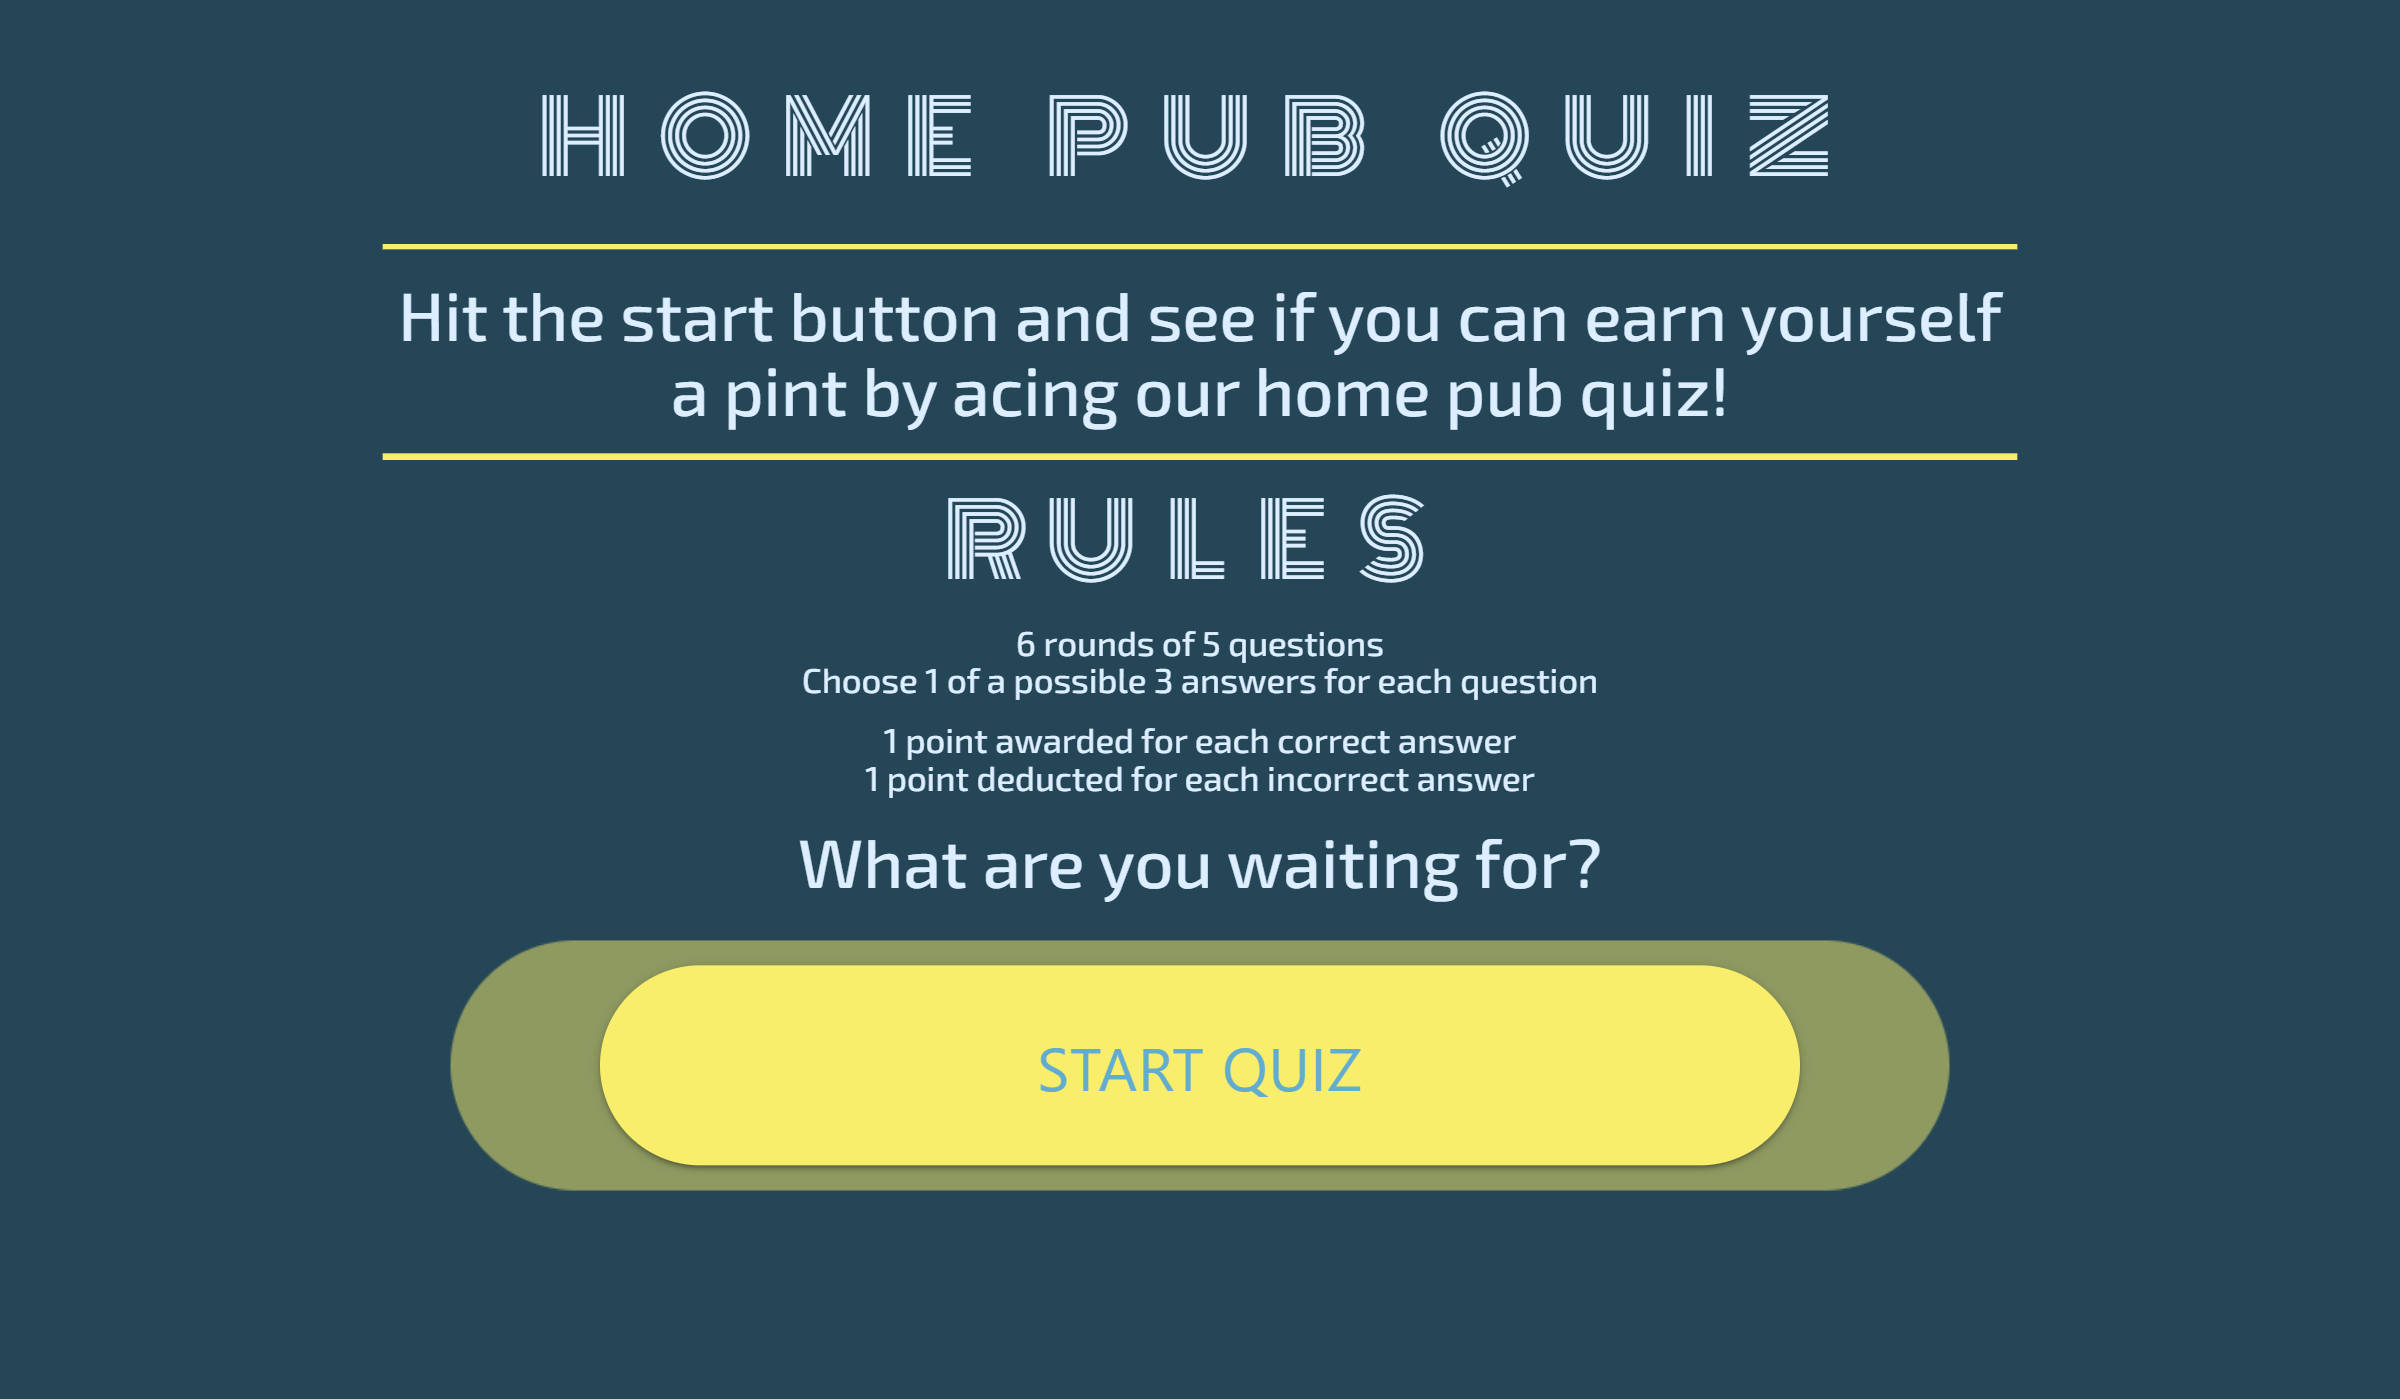 HOME PUB QUIZ
Hit the start button and see if you can earn yourself
a pint by acing our home pub quiz!
RULES
6 rounds of 5 questions
Choose 1 of a possible 3 answers for each question
1 point awarded for each correct answer
1 point deducted for each incorrect answer
What are you waiting for?
START QUIZ